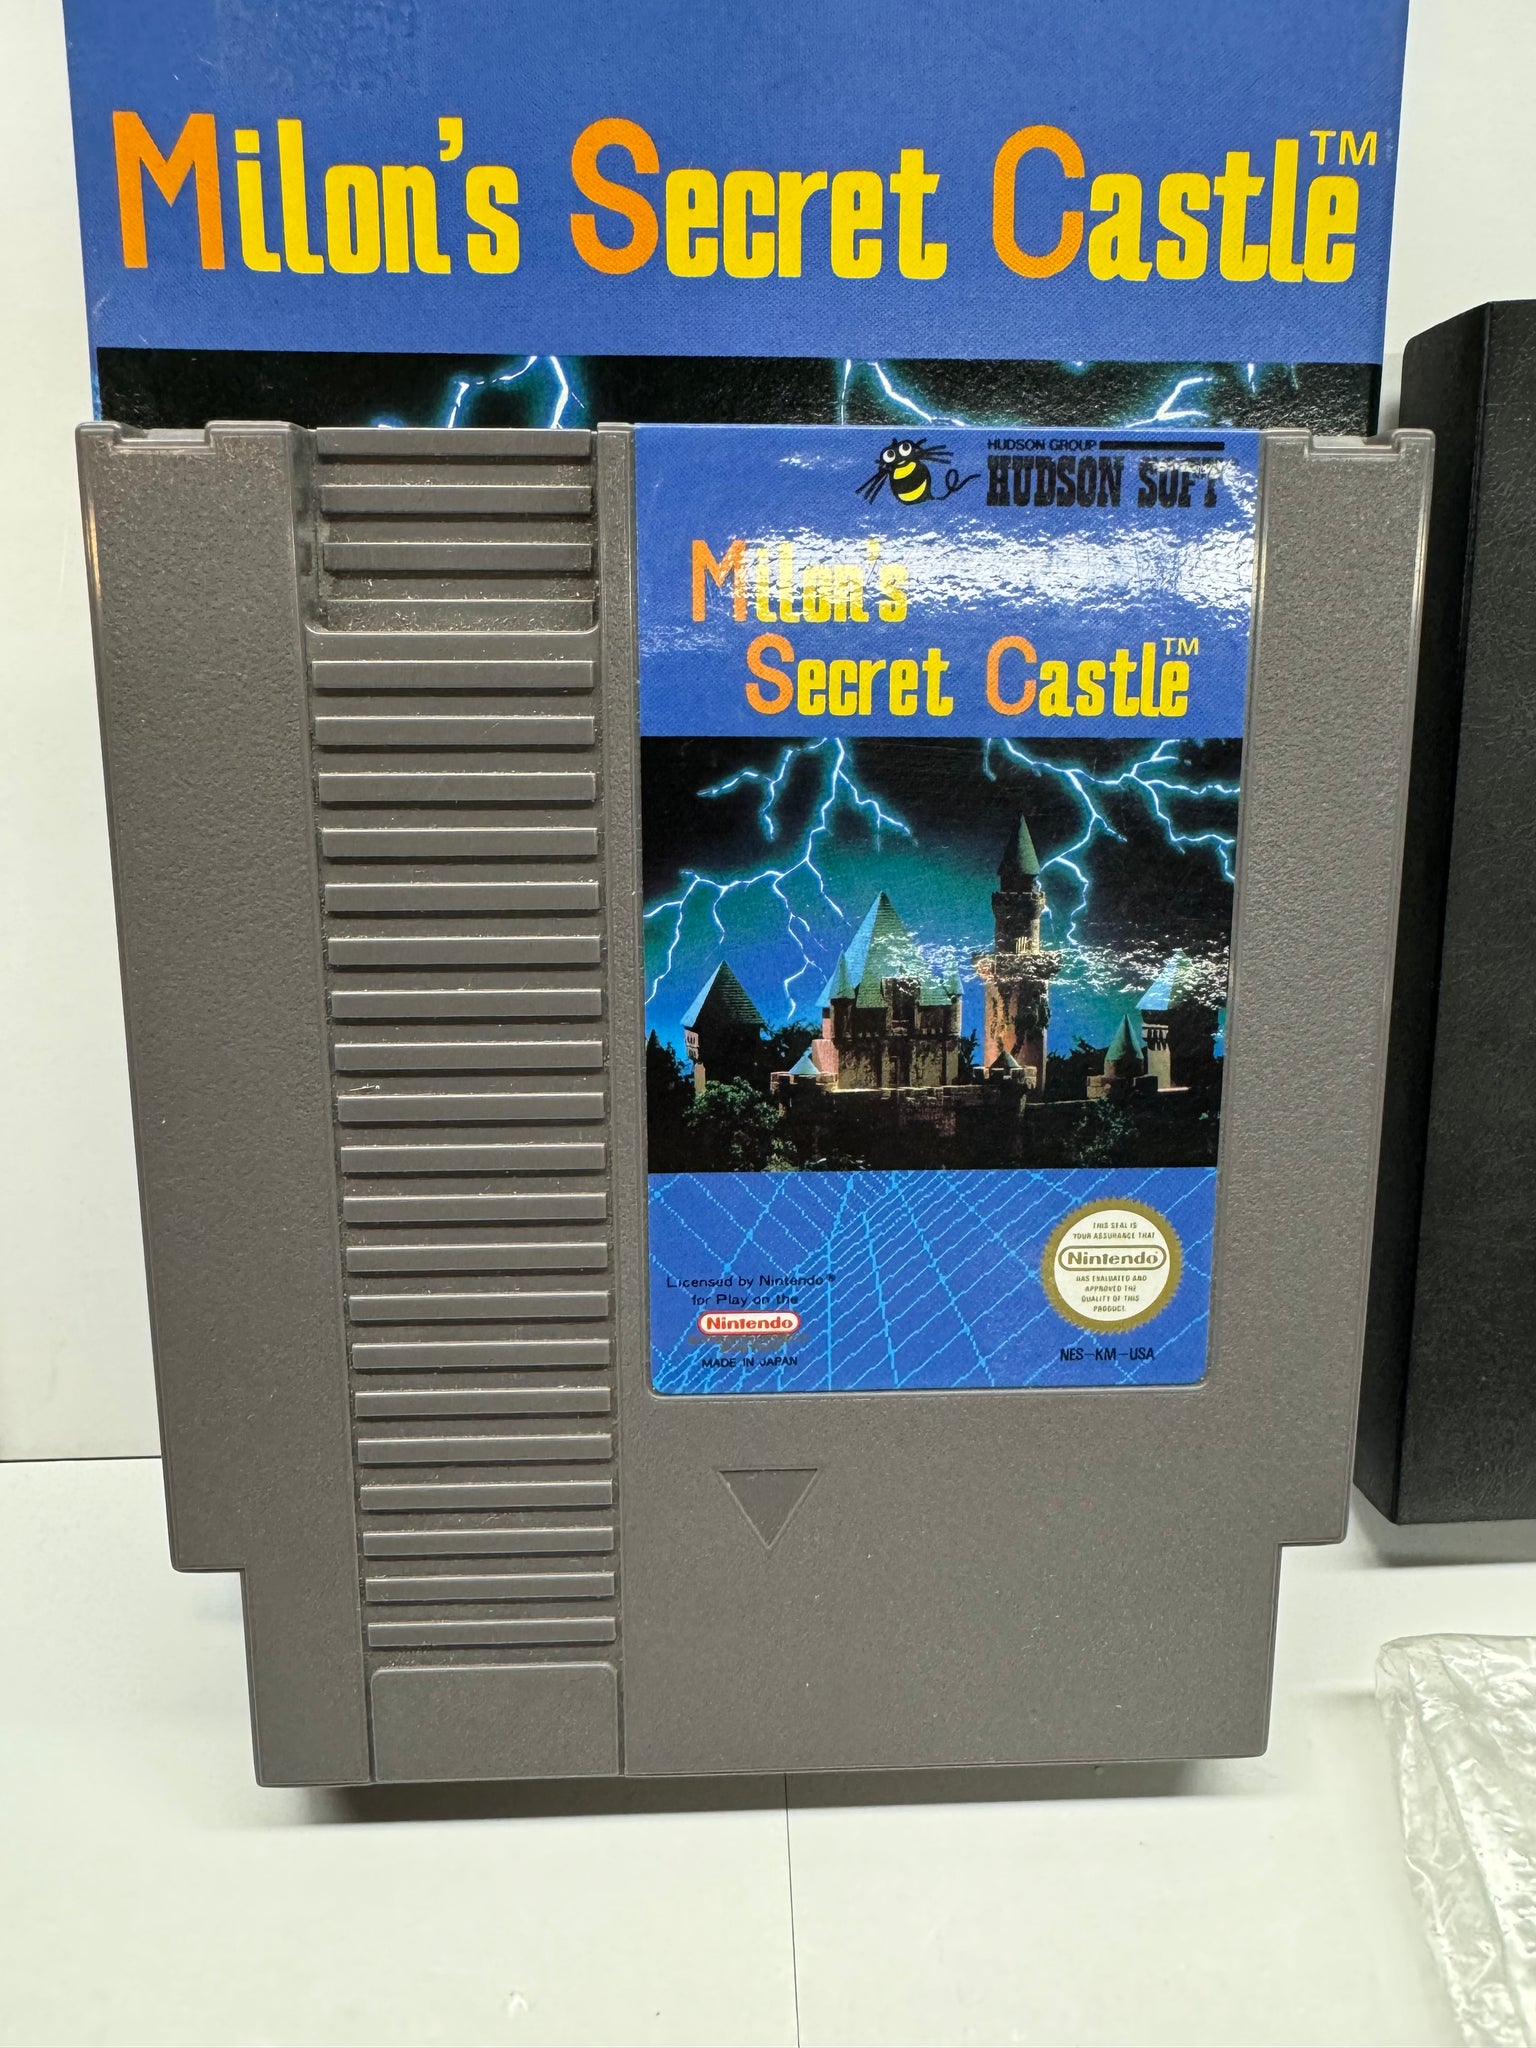 Milon's Secret Castle™
HUDSON GROUP
HUDSON SOFT
Milon's
Secret Castle™
THIS SEAL IS
YOUR ASSURANCE THAT
Nintendo®
HAS EVALUATED AND
APPROVED THE
QUALITY OF THIS
PRODUCT.
Licensed by Nintendo®
for Play on the
Nintendo
MADE IN JAPAN
NES-KM-USA